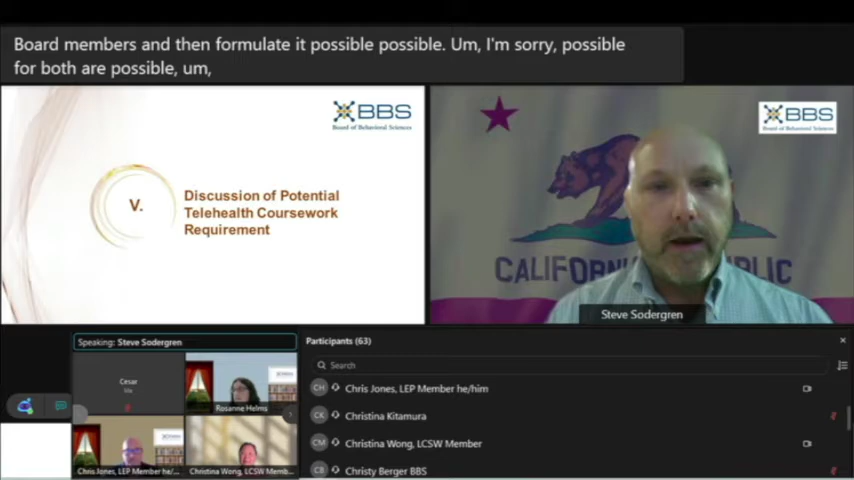 Board members and then formulate it possible possible. Um, I'm sorry, possible
for both are possible, um,
BBS
Board of Behavioral Sciences
V.
Discussion of Potential
Telehealth Coursework
Requirement
BBS
Board of Behavioral Sciences
CALIFORN
PUBLIC
Steve Sodergren
Speaking: Steve Sodergren
Cesar
Rosanne Helms
Chris Jones, LEP Member he/...
Christina Wong, LCSW Memb...
Participants (63)
Search
CH
Chris Jones, LEP Member he/him
CK
Christina Kitamura
CM
Christina Wong, LCSW Member
CB
Christy Berger BBS